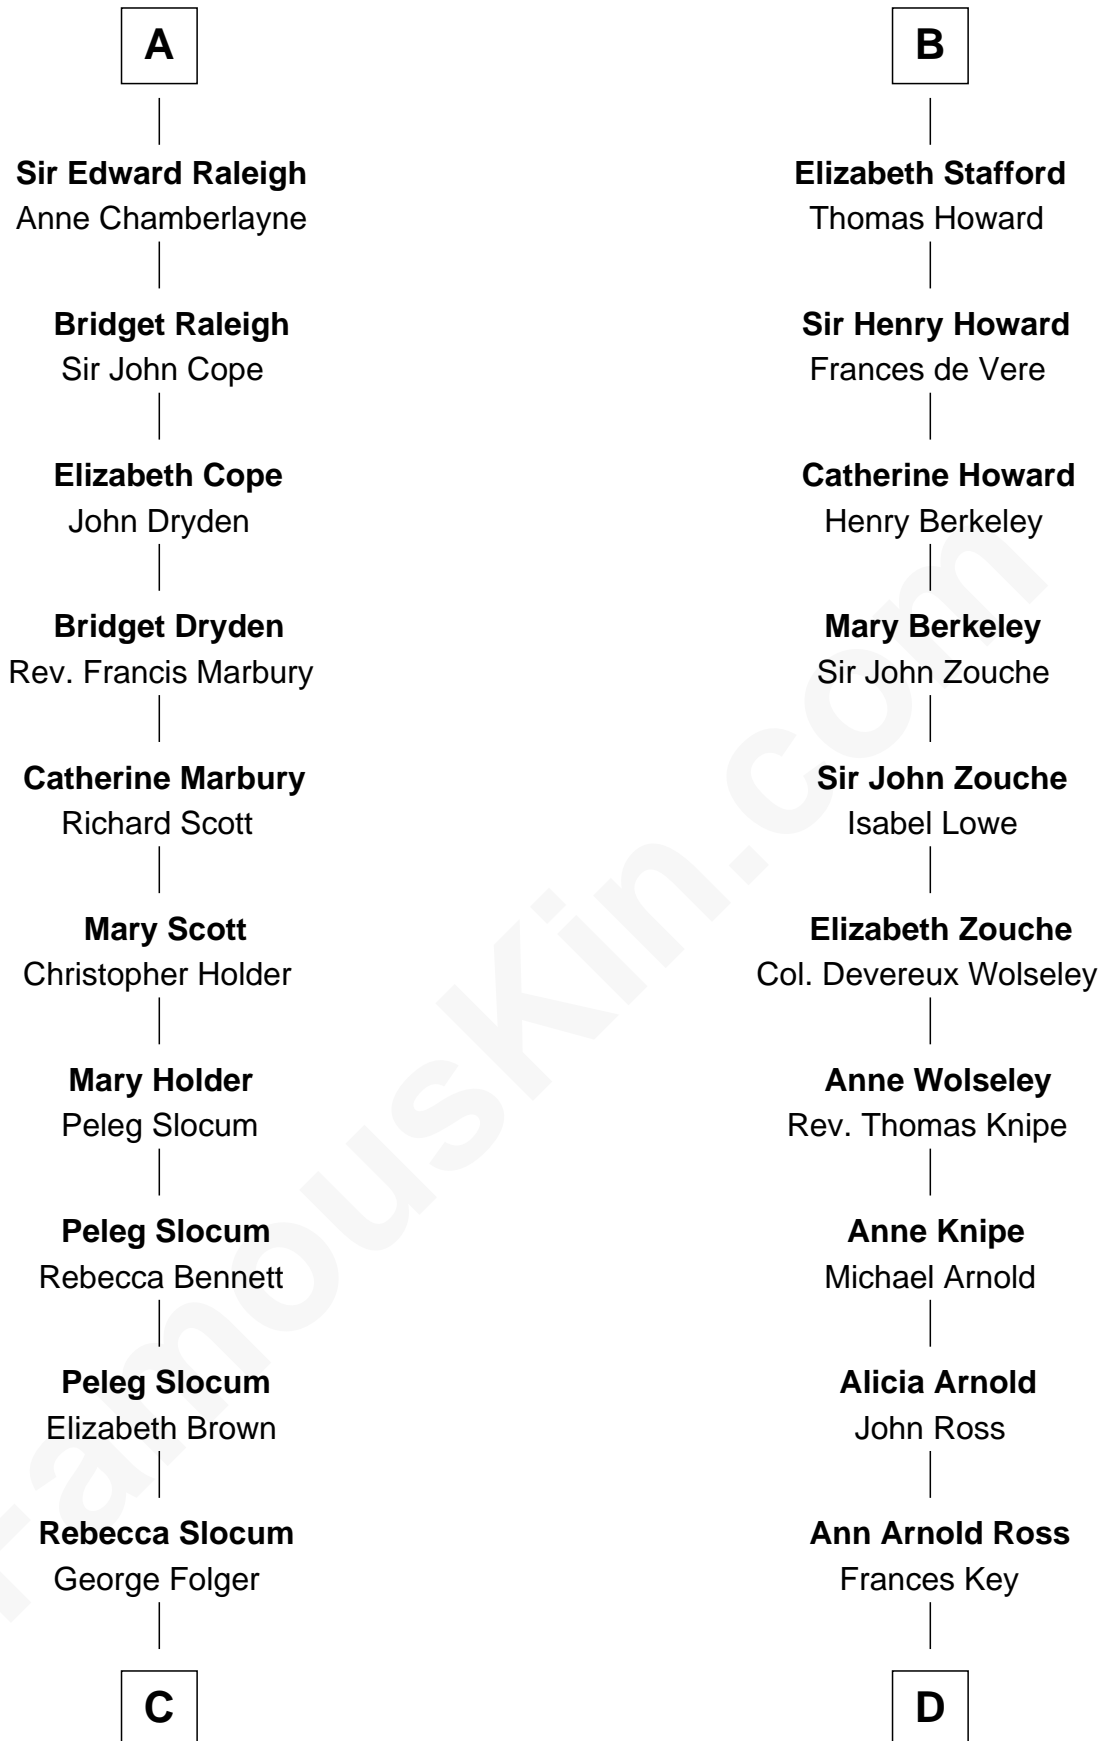 A
Sir Edward Raleigh
Anne Chamberlayne
Bridget Raleigh
Sir John Cope
Elizabeth Cope
John Dryden
Bridget Dryden
Rev. Francis Marbury
Catherine Marbury
Richard Scott
Mary Scott
Christopher Holder
Mary Holder
Peleg Slocum
Peleg Slocum
Rebecca Bennett
Peleg Slocum
Elizabeth Brown
Rebecca Slocum
George Folger
C
B
Elizabeth Stafford
Thomas Howard
Sir Henry Howard
Frances de Vere
Catherine Howard
Henry Berkeley
Mary Berkeley
Sir John Zouche
Sir John Zouche
Isabel Lowe
Elizabeth Zouche
Col. Devereux Wolseley
Anne Wolseley
Rev. Thomas Knipe
Anne Knipe
Michael Arnold
Alicia Arnold
John Ross
Ann Arnold Ross
Frances Key
D
FamousKin.com